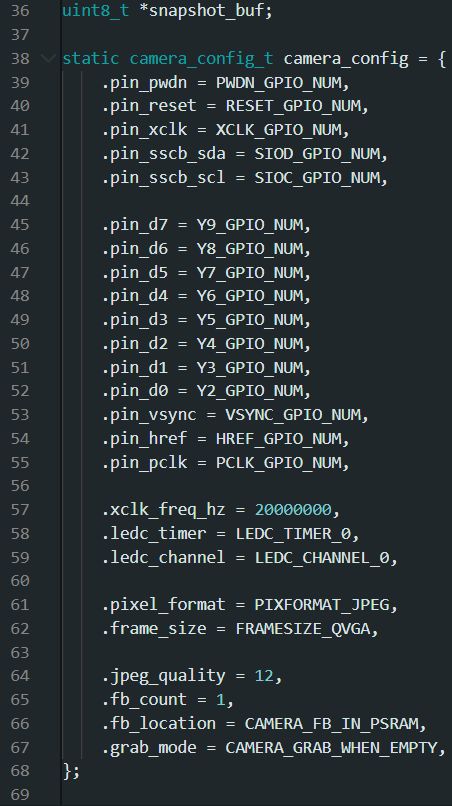 36 uint8_t *snapshot_buf;
37
38 static camera_config_t camera_config = {
39     .pin_pwdn = PWDN_GPIO_NUM,
40     .pin_reset = RESET_GPIO_NUM,
41     .pin_xclk = XCLK_GPIO_NUM,
42     .pin_sscb_sda = SIOD_GPIO_NUM,
43     .pin_sscb_scl = SIOC_GPIO_NUM,
44
45     .pin_d7 = Y9_GPIO_NUM,
46     .pin_d6 = Y8_GPIO_NUM,
47     .pin_d5 = Y7_GPIO_NUM,
48     .pin_d4 = Y6_GPIO_NUM,
49     .pin_d3 = Y5_GPIO_NUM,
50     .pin_d2 = Y4_GPIO_NUM,
51     .pin_d1 = Y3_GPIO_NUM,
52     .pin_d0 = Y2_GPIO_NUM,
53     .pin_vsync = VSYNC_GPIO_NUM,
54     .pin_href = HREF_GPIO_NUM,
55     .pin_pclk = PCLK_GPIO_NUM,
56
57     .xclk_freq_hz = 20000000,
58     .ledc_timer = LEDC_TIMER_0,
59     .ledc_channel = LEDC_CHANNEL_0,
60
61     .pixel_format = PIXFORMAT_JPEG,
62     .frame_size = FRAMESIZE_QVGA,
63
64     .jpeg_quality = 12,
65     .fb_count = 1,
66     .fb_location = CAMERA_FB_IN_PSRAM,
67     .grab_mode = CAMERA_GRAB_WHEN_EMPTY,
68 };
69